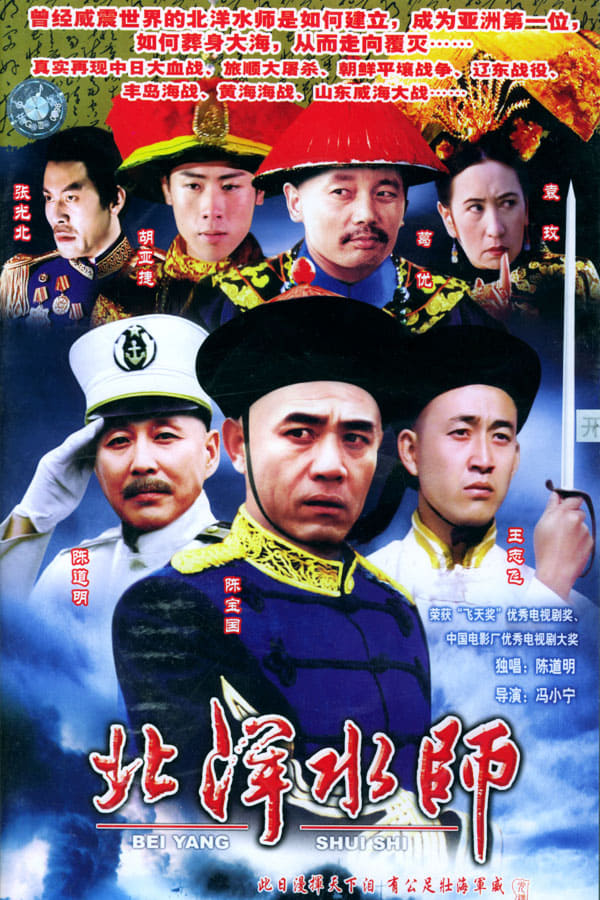 曾经威震世界的北洋水师是如何建立，成为亚洲第一位，
如何葬身大海，从而走向覆灭……
真实再现中日大血战、旅顺大屠杀、朝鲜平壤战争、辽东战役、
丰岛海战、黄海海战、山东威海大战……
张光北
胡亚捷
葛优
袁玫
陈道明
陈宝国
王志飞
开
荣获“飞天奖”优秀电视剧奖、
中国电影厂优秀电视剧大奖
独唱：陈道明
导演：冯小宁
北洋水師
BEI YANG SHUI SHI
此日漫揮天下泪 有公足壮海軍威